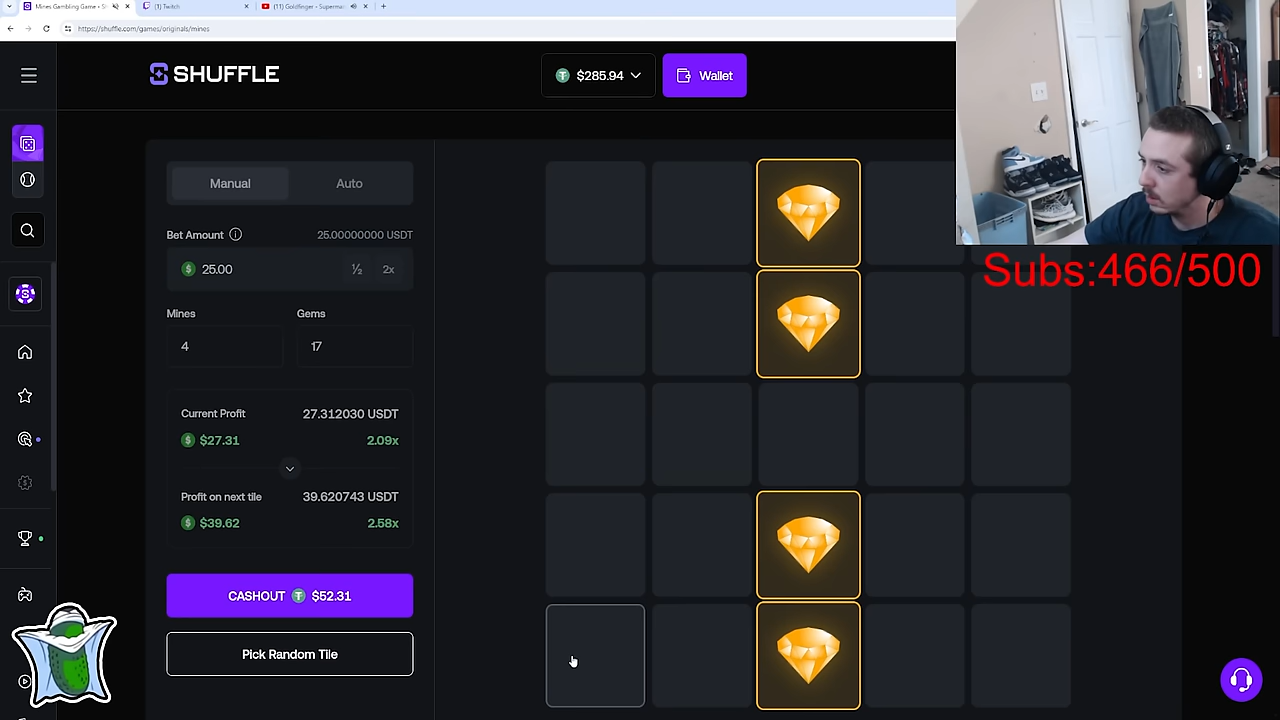 Mines Gambling Game • Sh
(1) Twitch
(11) Goldfinger • Superman
https://shuffle.com/games/originals/mines
SHUFFLE
$285.94
Wallet
Manual
Auto
Bet Amount
25.00000000 USDT
25.00
½
2x
Mines
Gems
4
17
Current Profit
27.312030 USDT
$27.31
2.09x
Profit on next tile
39.620743 USDT
$39.62
2.58x
CASHOUT $52.31
Pick Random Tile
Subs:466/500